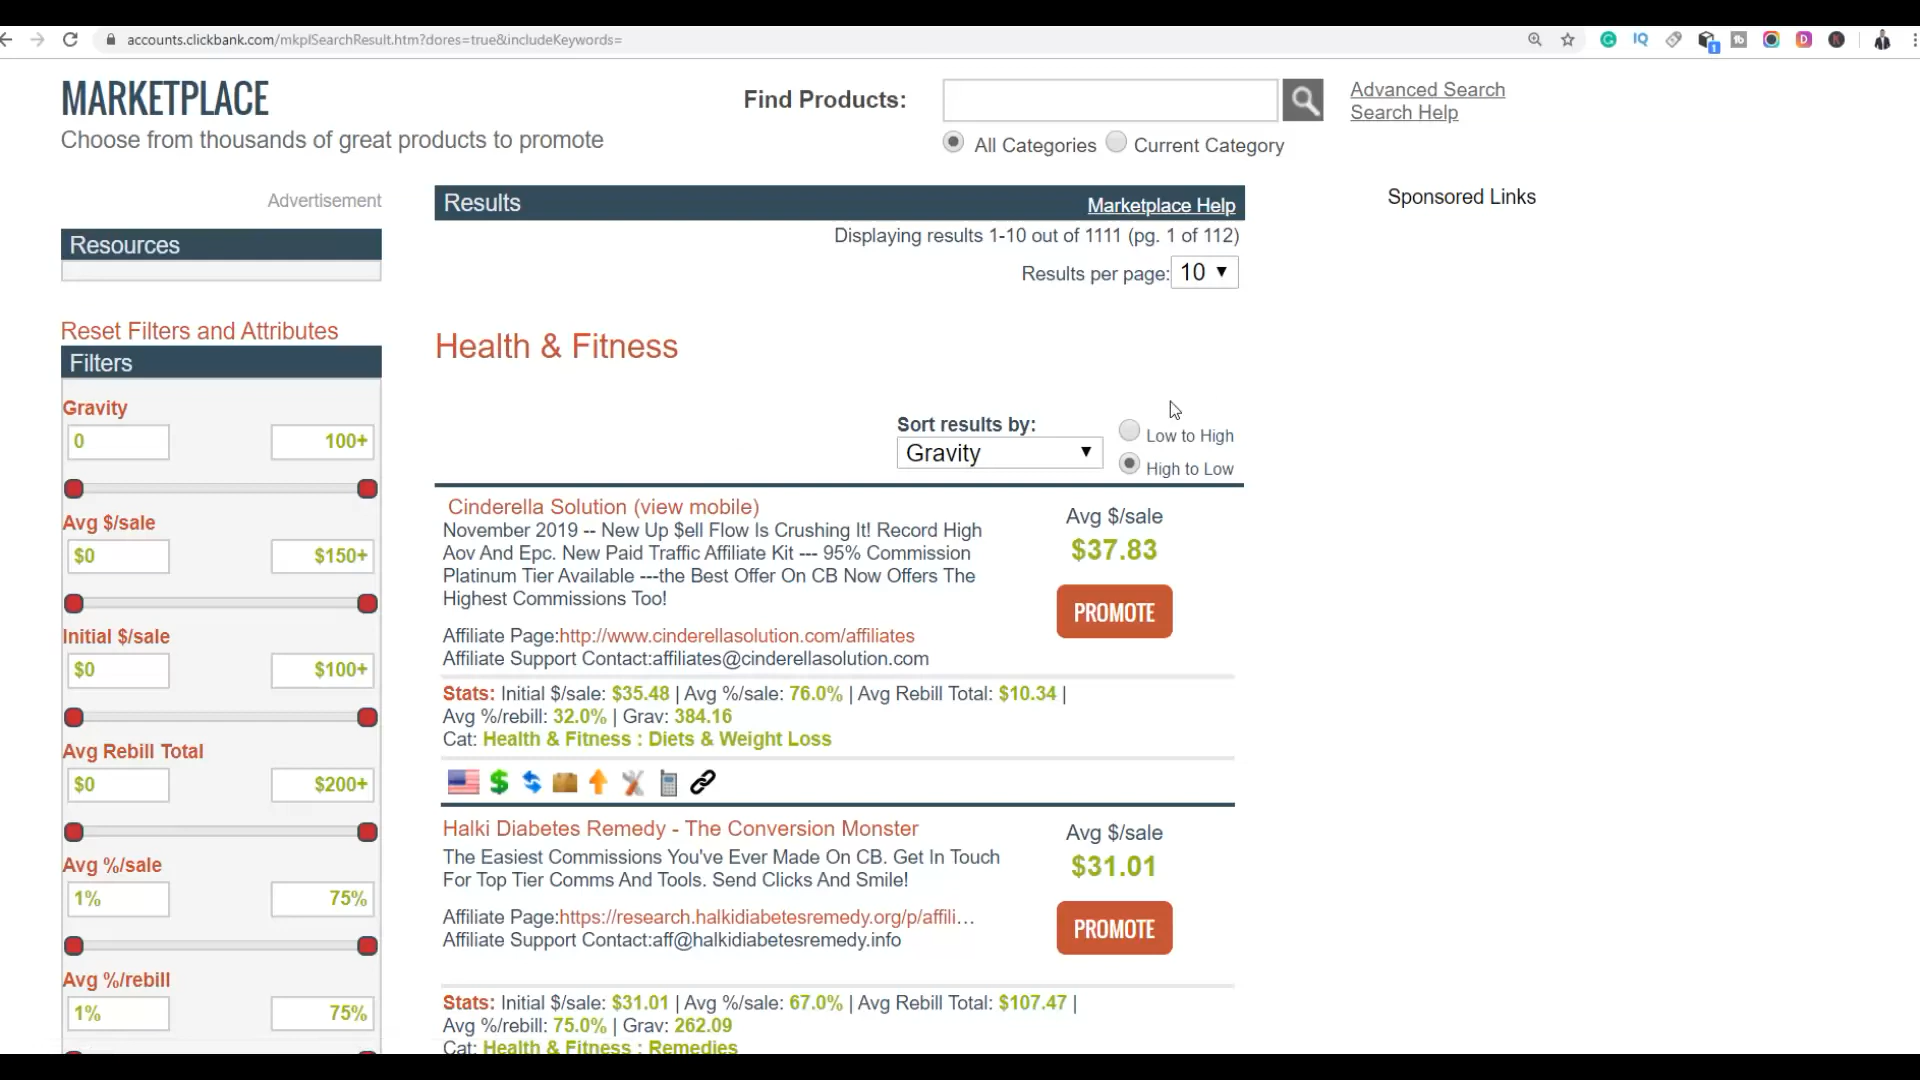 accounts.clickbank.com/mkplSearchResult.htm?dores=true&includeKeywords=
MARKETPLACE
Choose from thousands of great products to promote
Find Products:
All Categories
Current Category
Advanced Search
Search Help
Advertisement
Resources
Reset Filters and Attributes
Filters
Gravity
0 100+
Avg $/sale
$0 $150+
Initial $/sale
$0 $100+
Avg Rebill Total
$0 $200+
Avg %/sale
1% 75%
Avg %/rebill
1% 75%
Results
Marketplace Help
Displaying results 1-10 out of 1111 (pg. 1 of 112)
Results per page: 10
Health & Fitness
Sort results by:
Gravity
Low to High
High to Low
Cinderella Solution (view mobile)
November 2019 -- New Up $ell Flow Is Crushing It! Record High
Aov And Epc. New Paid Traffic Affiliate Kit --- 95% Commission
Platinum Tier Available ---the Best Offer On CB Now Offers The
Highest Commissions Too!
Affiliate Page:http://www.cinderellasolution.com/affiliates
Affiliate Support Contact:affiliates@cinderellasolution.com
Avg $/sale
$37.83
PROMOTE
Stats: Initial $/sale: $35.48 | Avg %/sale: 76.0% | Avg Rebill Total: $10.34 |
Avg %/rebill: 32.0% | Grav: 384.16
Cat: Health & Fitness : Diets & Weight Loss
Halki Diabetes Remedy - The Conversion Monster
The Easiest Commissions You've Ever Made On CB. Get In Touch
For Top Tier Comms And Tools. Send Clicks And Smile!
Affiliate Page:https://research.halkidiabetesremedy.org/p/affili...
Affiliate Support Contact:aff@halkidiabetesremedy.info
Avg $/sale
$31.01
PROMOTE
Stats: Initial $/sale: $31.01 | Avg %/sale: 67.0% | Avg Rebill Total: $107.47 |
Avg %/rebill: 75.0% | Grav: 262.09
Cat: Health & Fitness : Remedies
Sponsored Links
IQ
1
tb
D